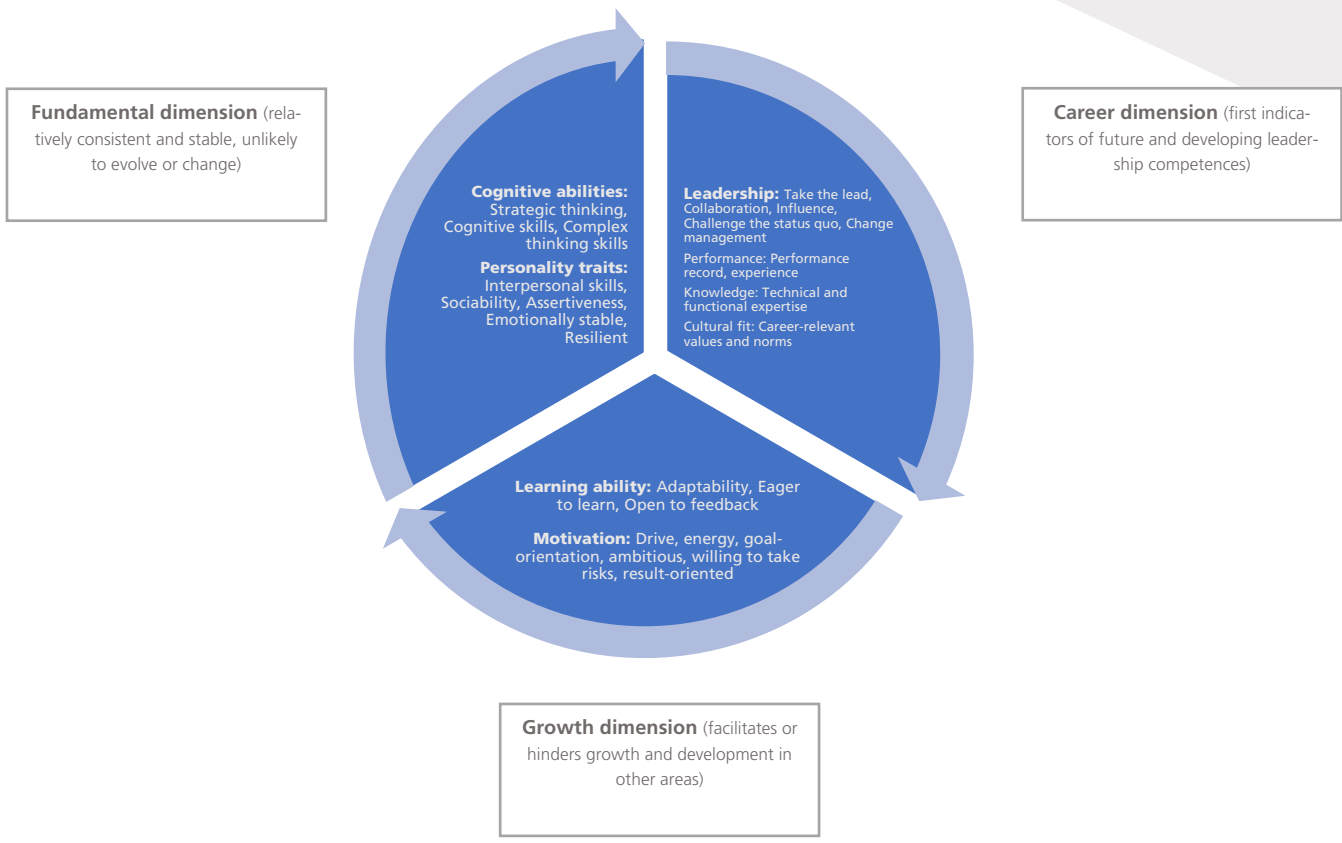 Fundamental dimension (rela-
tively consistent and stable, unlikely
to evolve or change)
Career dimension (first indica-
tors of future and developing leader-
ship competences)
Cognitive abilities:
Strategic thinking,
Cognitive skills, Complex
thinking skills
Personality traits:
Interpersonal skills,
Sociability, Assertiveness,
Emotionally stable,
Resilient
Leadership: Take the lead,
Collaboration, Influence,
Challenge the status quo, Change
management
Performance: Performance
record, experience
Knowledge: Technical and
functional expertise
Cultural fit: Career-relevant
values and norms
Learning ability: Adaptability, Eager
to learn, Open to feedback
Motivation: Drive, energy, goal-
orientation, ambitious, willing to take
risks, result-oriented
Growth dimension (facilitates or
hinders growth and development in
other areas)